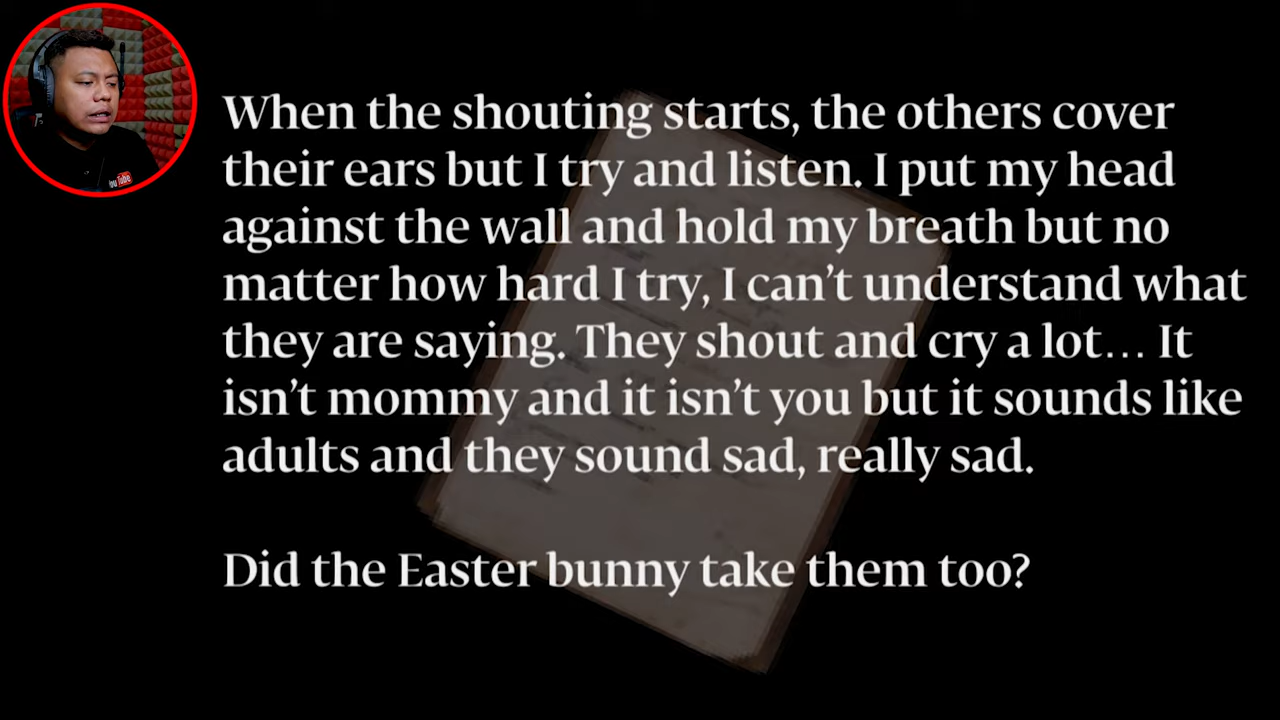 When the shouting starts, the others cover
their ears but I try and listen. I put my head
against the wall and hold my breath but no
matter how hard I try, I can’t understand what
they are saying. They shout and cry a lot… It
isn’t mommy and it isn’t you but it sounds like
adults and they sound sad, really sad.
Did the Easter bunny take them too?